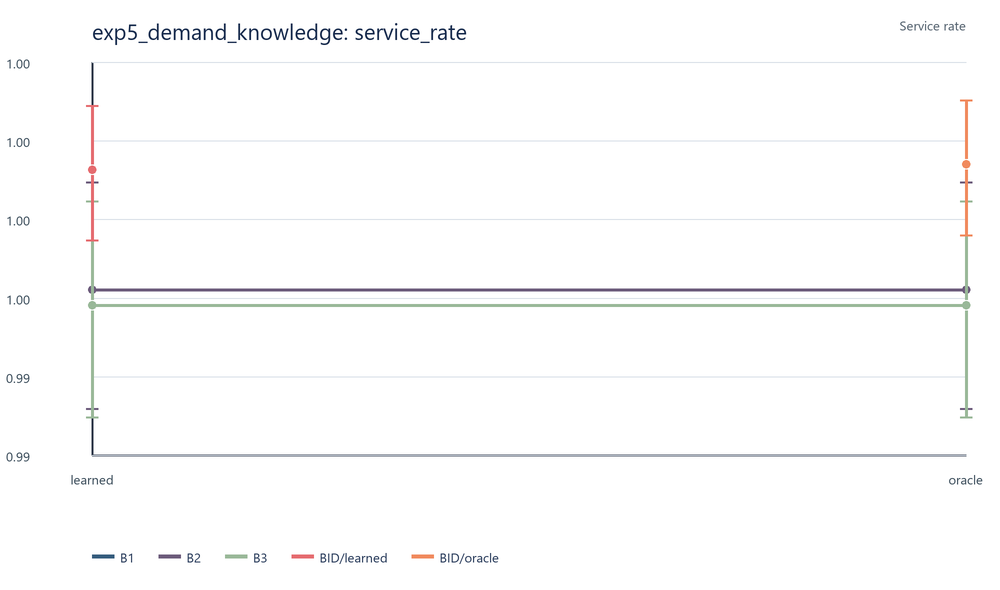 exp5_demand_knowledge: service_rate
Service rate
1.00
1.00
1.00
1.00
0.99
0.99
learned
oracle
B1
B2
B3
BID/learned
BID/oracle